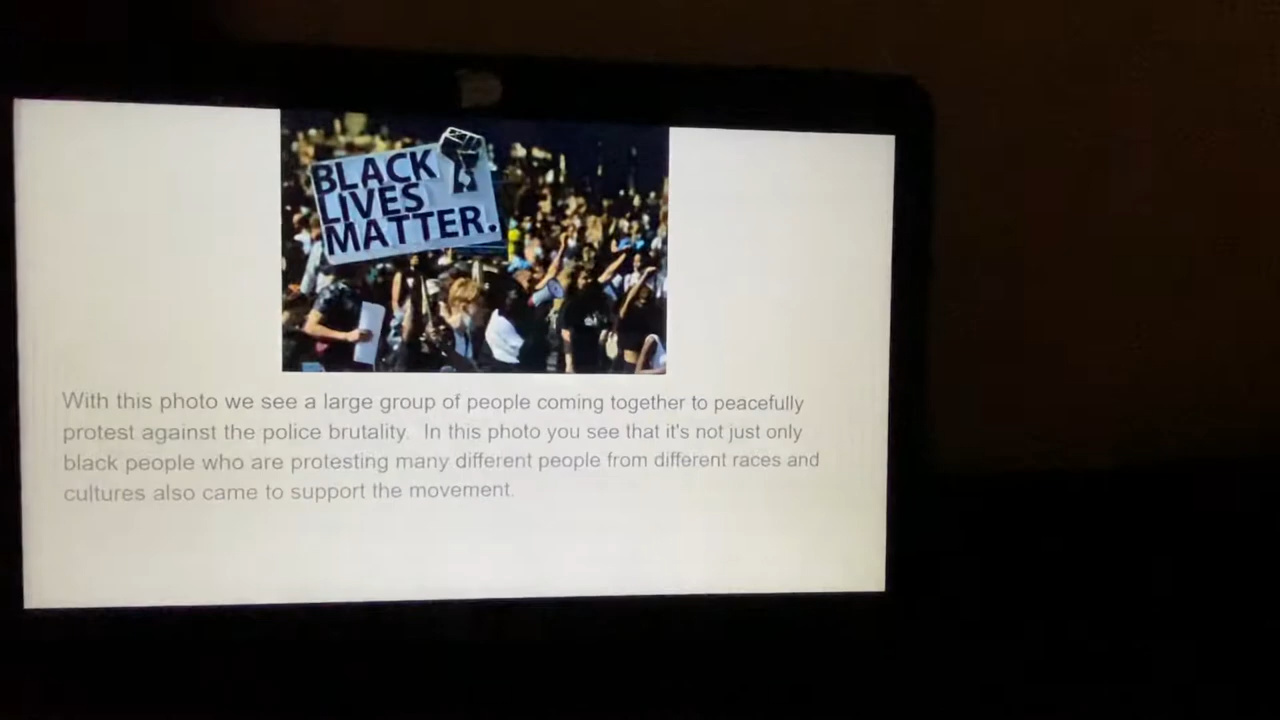 BLACK
LIVES
MATTER.
With this photo we see a large group of people coming together to peacefully
protest against the police brutality. In this photo you see that it's not just only
black people who are protesting many different people from different races and
cultures also came to support the movement.